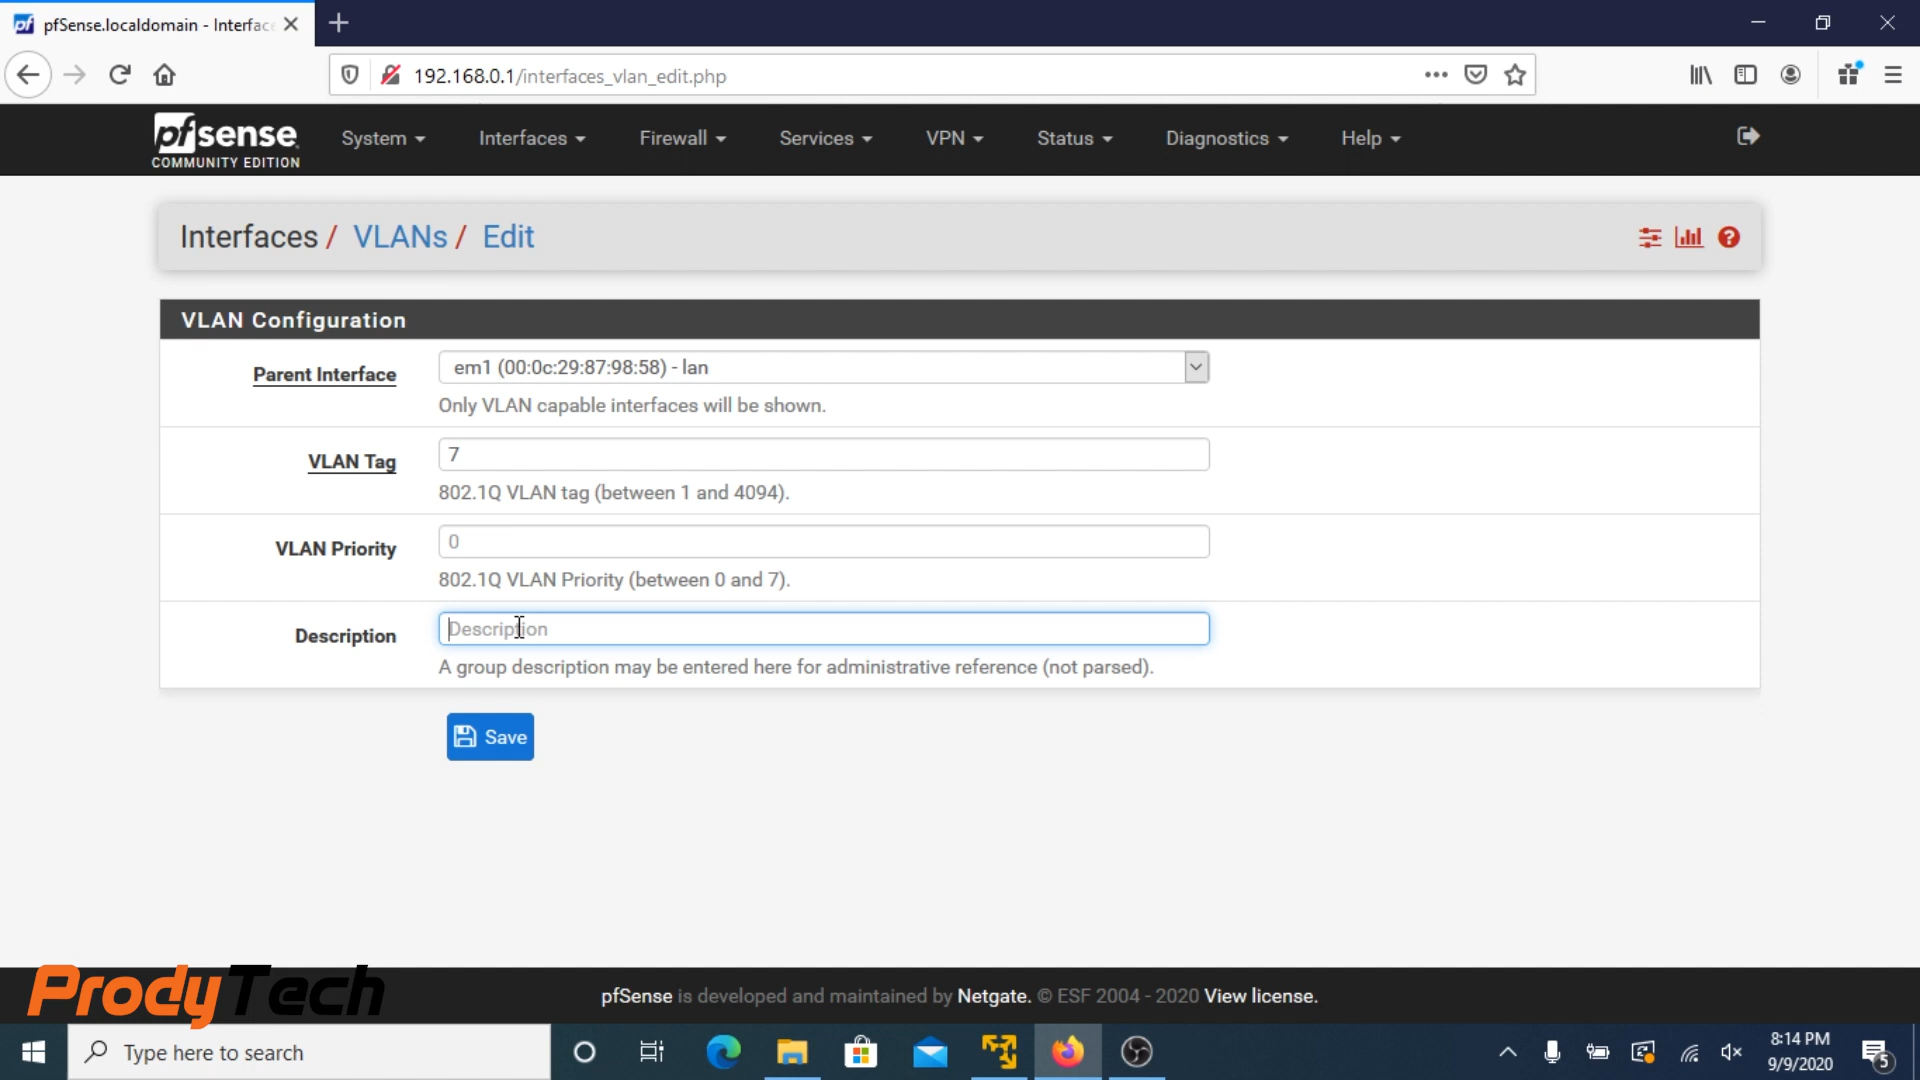 pfSense.localdomain - Interface
192.168.0.1/interfaces_vlan_edit.php
pfsense
COMMUNITY EDITION
System
Interfaces
Firewall
Services
VPN
Status
Diagnostics
Help
Interfaces / VLANs / Edit
VLAN Configuration
Parent Interface
em1 (00:0c:29:87:98:58) - lan
Only VLAN capable interfaces will be shown.
VLAN Tag
7
802.1Q VLAN tag (between 1 and 4094).
VLAN Priority
0
802.1Q VLAN Priority (between 0 and 7).
Description
Description
A group description may be entered here for administrative reference (not parsed).
Save
ProdyTech
pfSense is developed and maintained by Netgate. © ESF 2004 - 2020 View license.
Type here to search
8:14 PM
9/9/2020
5